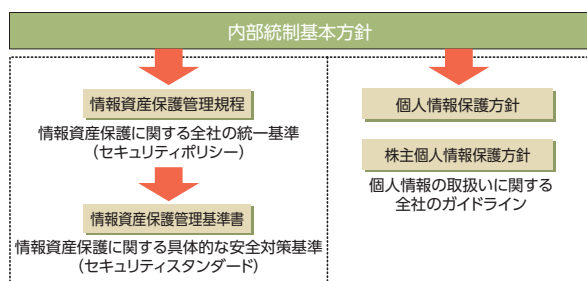 内部統制基本方針
情報資産保護管理規程
情報資産保護に関する全社の統一基準
（セキュリティポリシー）
情報資産保護管理基準書
情報資産保護に関する具体的な安全対策基準
（セキュリティスタンダード）
個人情報保護方針
株主個人情報保護方針
個人情報の取扱いに関する
全社のガイドライン